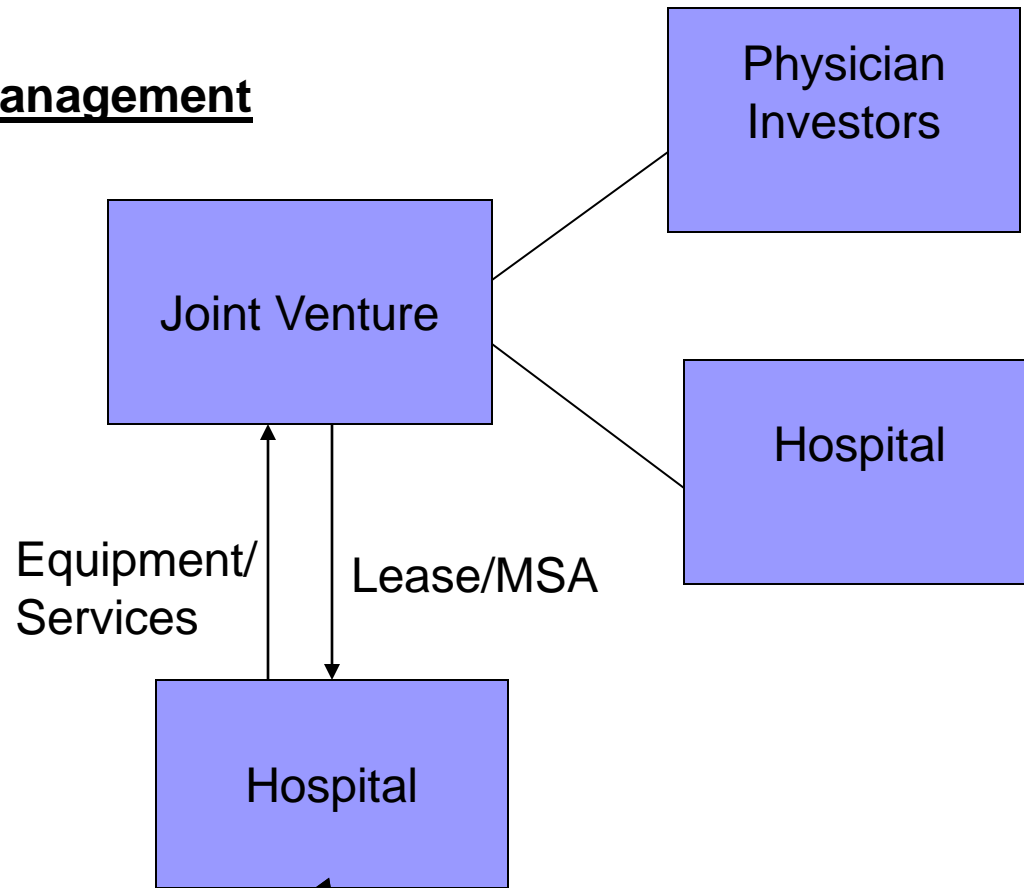 anagement
Physician
Investors
Joint Venture
Hospital
Equipment/
Services
Lease/MSA
Hospital